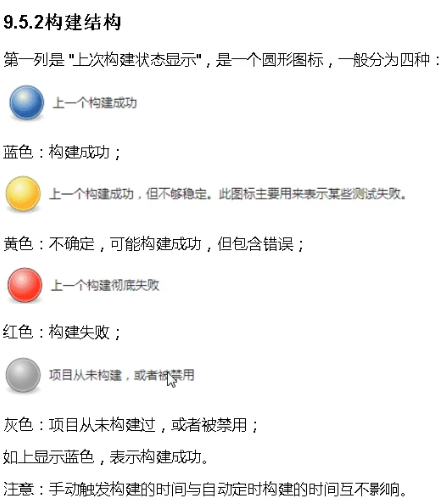 9.5.2构建结构
第一列是 "上次构建状态显示"，是一个圆形图标，一般分为四种：
上一个构建成功
蓝色：构建成功；
上一个构建成功，但不够稳定。此图标主要用来表示某些测试失败。
黄色：不确定，可能构建成功，但包含错误；
上一个构建彻底失败
红色：构建失败；
项目从未构建，或者被禁用
灰色：项目从未构建过，或者被禁用；
如上显示蓝色，表示构建成功。
注意：手动触发构建的时间与自动定时构建的时间互不影响。